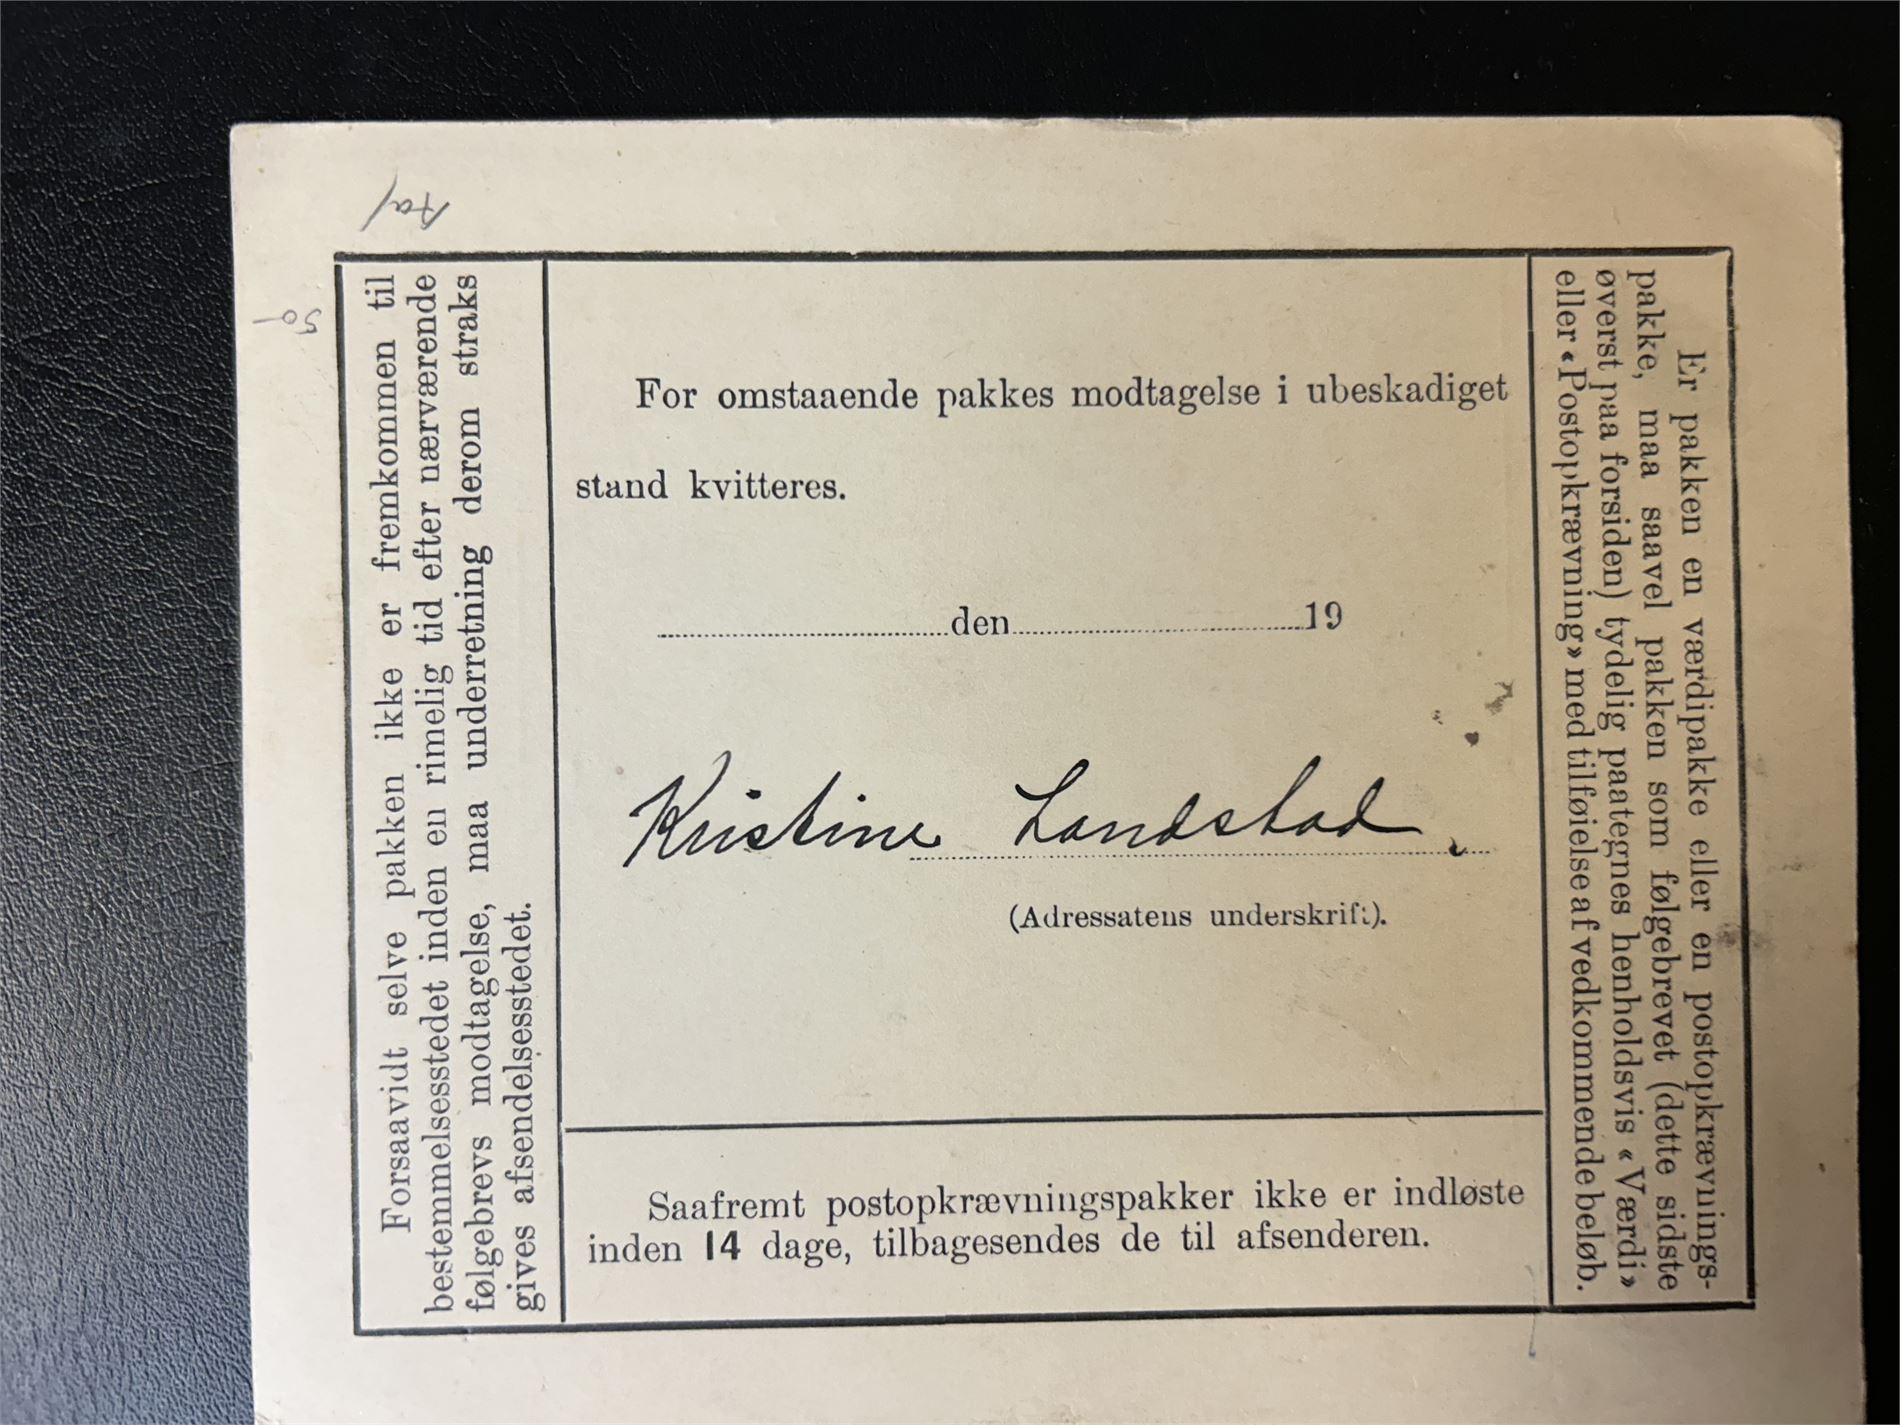 Aa/
50-
Forsaavidt selve pakken ikke er fremkommen til
bestemmelsesstedet inden en rimelig tid efter nærværende
følgebrevs modtagelse, maa underretning derom straks
gives afsendelsesstedet.
For omstaaende pakkes modtagelse i ubeskadiget
stand kvitteres.
den 19
Kristine Landstad
(Adressatens underskrift).
Saafremt postopkrævningspakker ikke er indløste
inden 14 dage, tilbagesendes de til afsenderen.
Er pakken en værdipakke eller en postopkrævnings-
pakke, maa saavel pakken som følgebrevet (dette sidste
øverst paa forsiden) tydelig paategnes henholdsvis «Værdi»
eller «Postopkrævning» med tilføielse af vedkommende beløb.